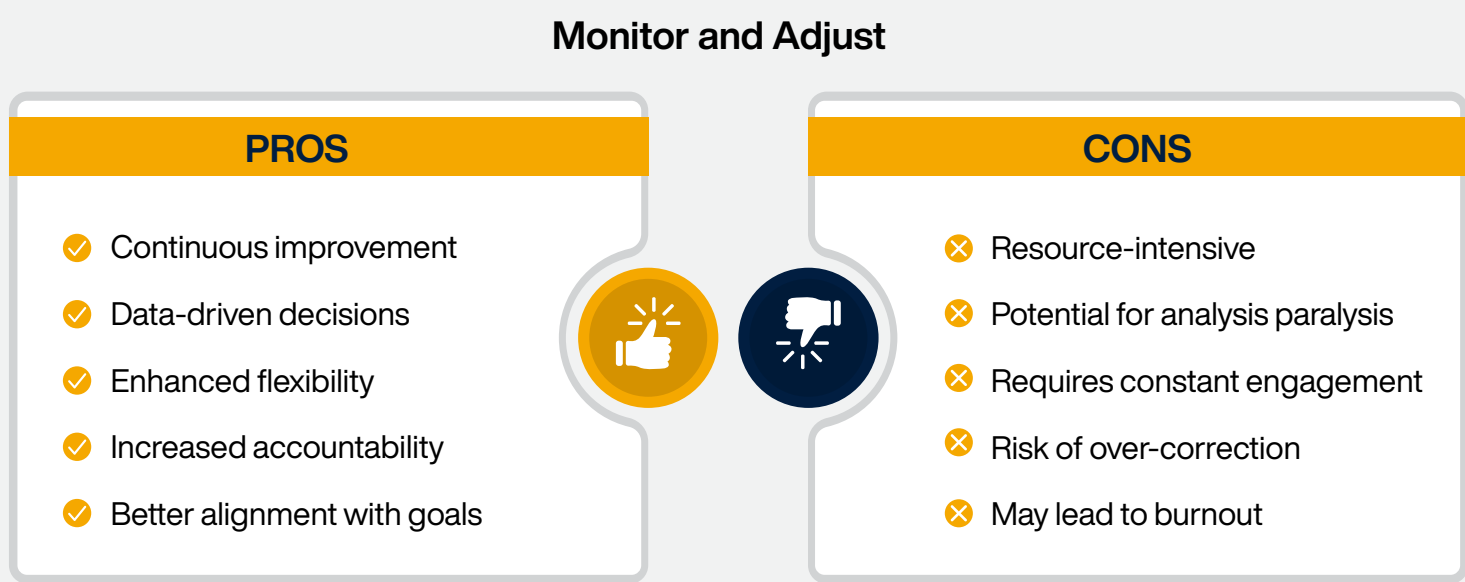 Monitor and Adjust
PROS
Continuous improvement
Data-driven decisions
Enhanced flexibility
Increased accountability
Better alignment with goals
CONS
Resource-intensive
Potential for analysis paralysis
Requires constant engagement
Risk of over-correction
May lead to burnout